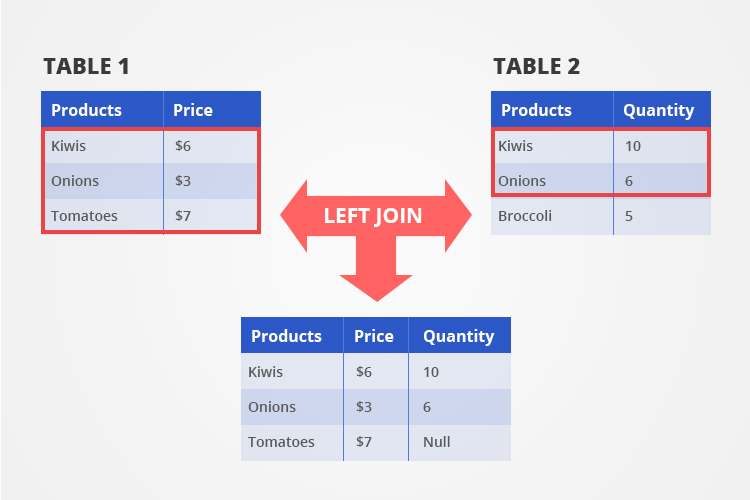 TABLE 1
Products Price
Kiwis $6
Onions $3
Tomatoes $7
TABLE 2
Products Quantity
Kiwis 10
Onions 6
Broccoli 5
LEFT JOIN
Products Price Quantity
Kiwis $6 10
Onions $3 6
Tomatoes $7 Null